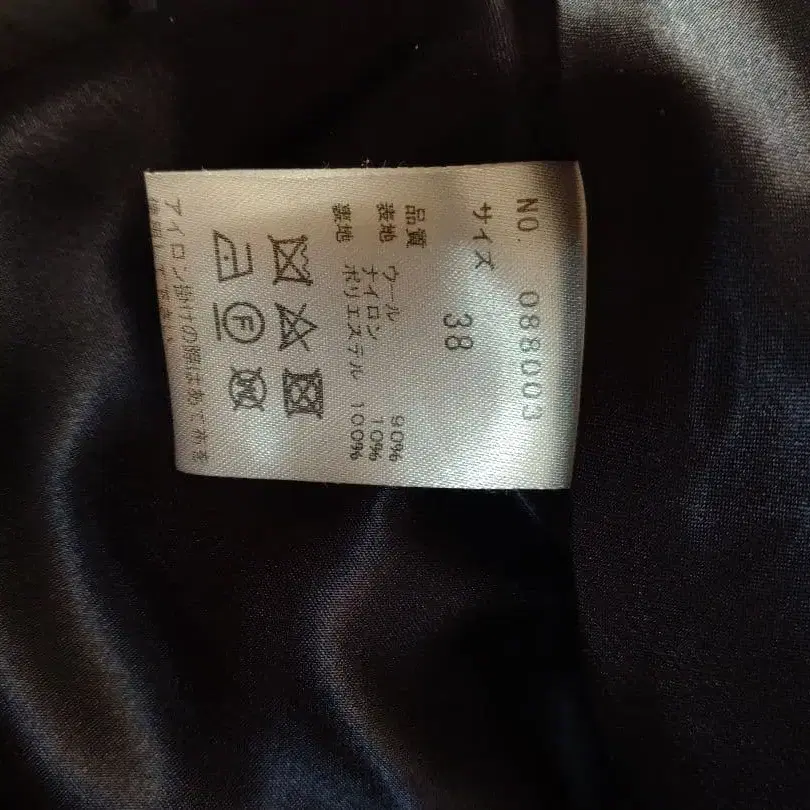 NO. 088003
サイズ 38
品質
表地 ウール 90%
ナイロン 10%
裏地 ポリエステル 100%
F
W
アイロン掛けの際はあて布を